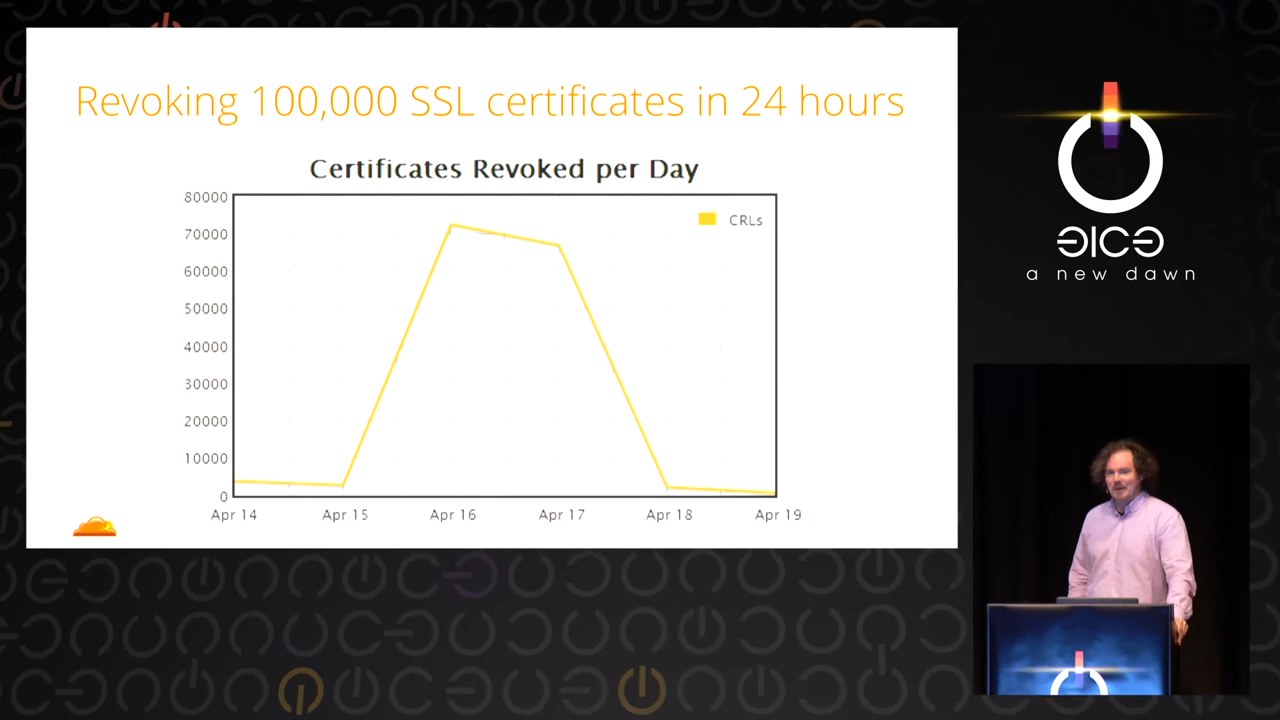 Revoking 100,000 SSL certificates in 24 hours
Certificates Revoked per Day
CRLs
80000
70000
60000
50000
40000
30000
20000
10000
0
Apr 14 Apr 15 Apr 16 Apr 17 Apr 18 Apr 19
a new dawn